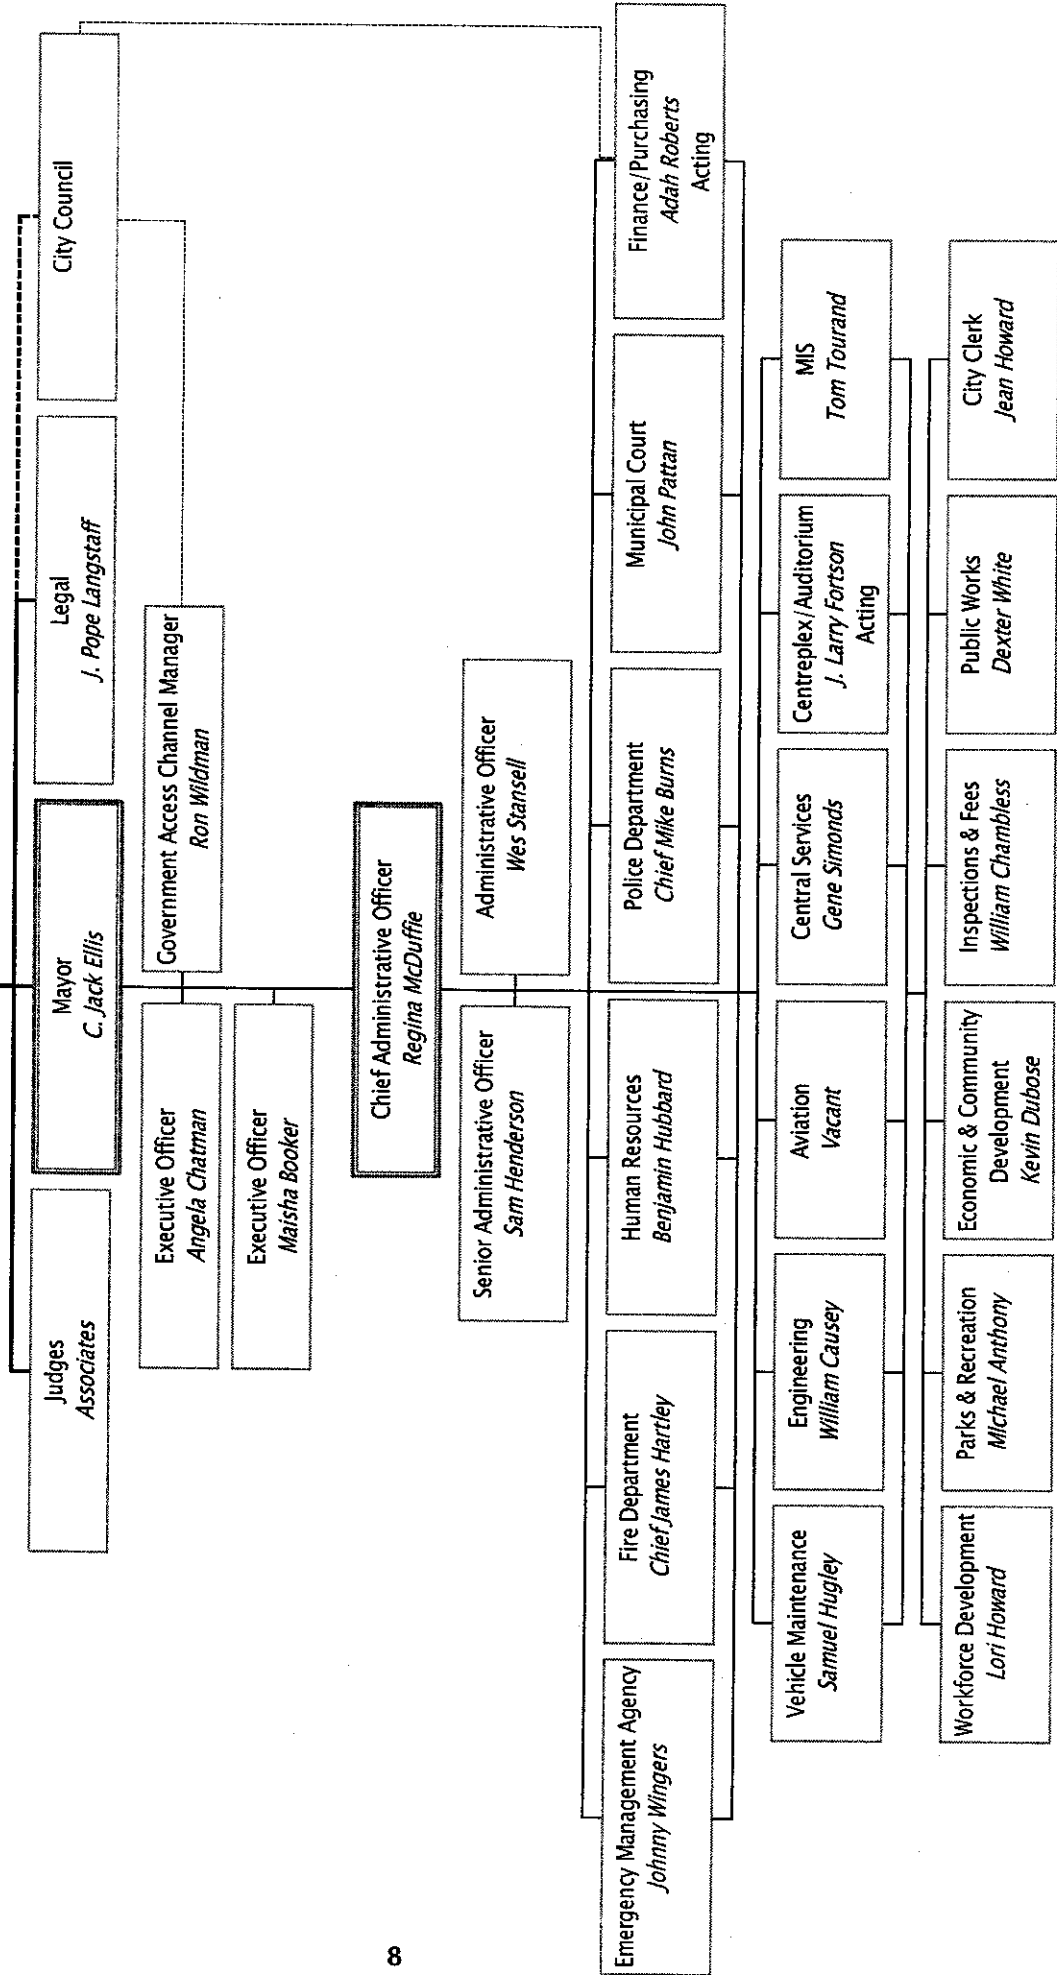 Judges
Associates
Mayor
C. Jack Ellis
Legal
J. Pope Langstaff
City Council
Executive Officer
Angela Chatman
Government Access Channel Manager
Ron Wildman
Executive Officer
Maisha Booker
Chief Administrative Officer
Regina McDuffie
Senior Administrative Officer
Sam Henderson
Administrative Officer
Wes Stansell
Emergency Management Agency
Johnny Wingers
Fire Department
Chief James Hartley
Human Resources
Benjamin Hubbard
Police Department
Chief Mike Burns
Municipal Court
John Pattan
Finance/Purchasing
Adah Roberts
Acting
Vehicle Maintenance
Samuel Hugley
Engineering
William Causey
Aviation
Vacant
Central Services
Gene Simonds
Centreplex/Auditorium
J. Larry Fortson
Acting
MIS
Tom Tourand
Workforce Development
Lori Howard
Parks & Recreation
Michael Anthony
Economic & Community
Development
Kevin Dubose
Inspections & Fees
William Chambless
Public Works
Dexter White
City Clerk
Jean Howard
8